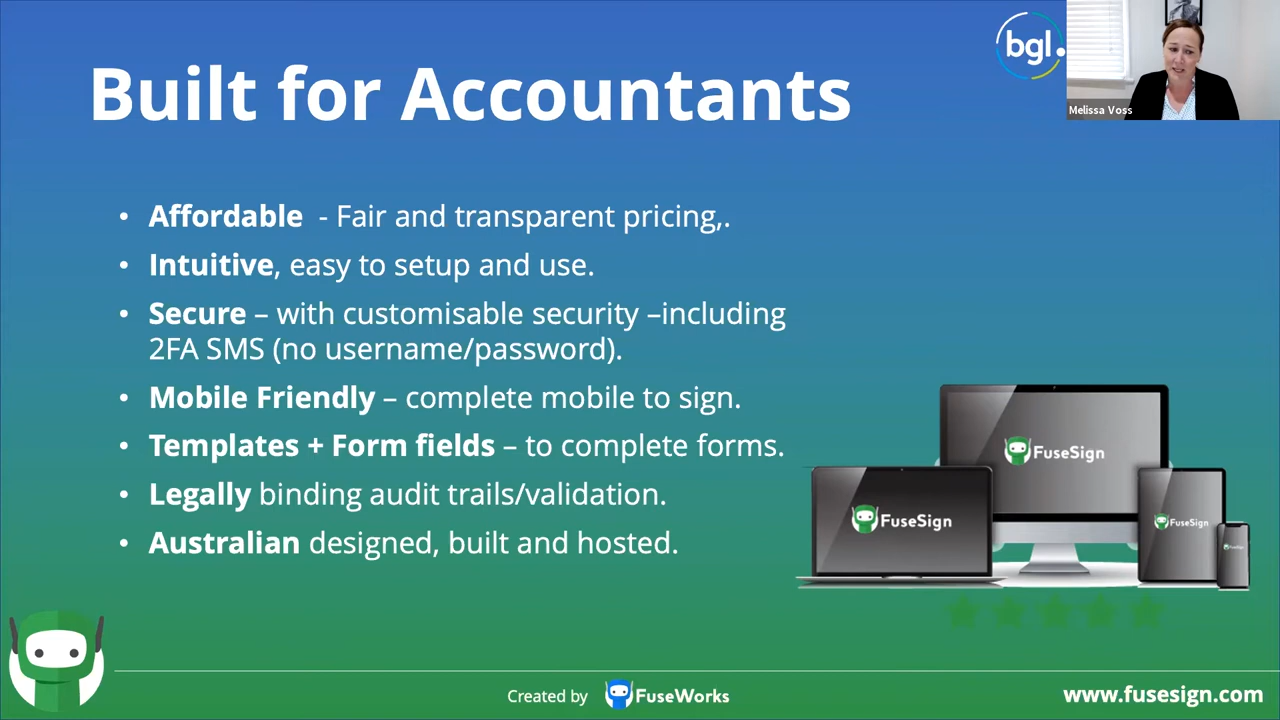 bgl.
Melissa Voss
Built for Accountants
• Affordable - Fair and transparent pricing,.
• Intuitive, easy to setup and use.
• Secure – with customisable security –including
2FA SMS (no username/password).
• Mobile Friendly – complete mobile to sign.
• Templates + Form fields – to complete forms.
• Legally binding audit trails/validation.
• Australian designed, built and hosted.
FuseSign
FuseSign
FuseSign
FuseSign
Created by FuseWorks
www.fusesign.com